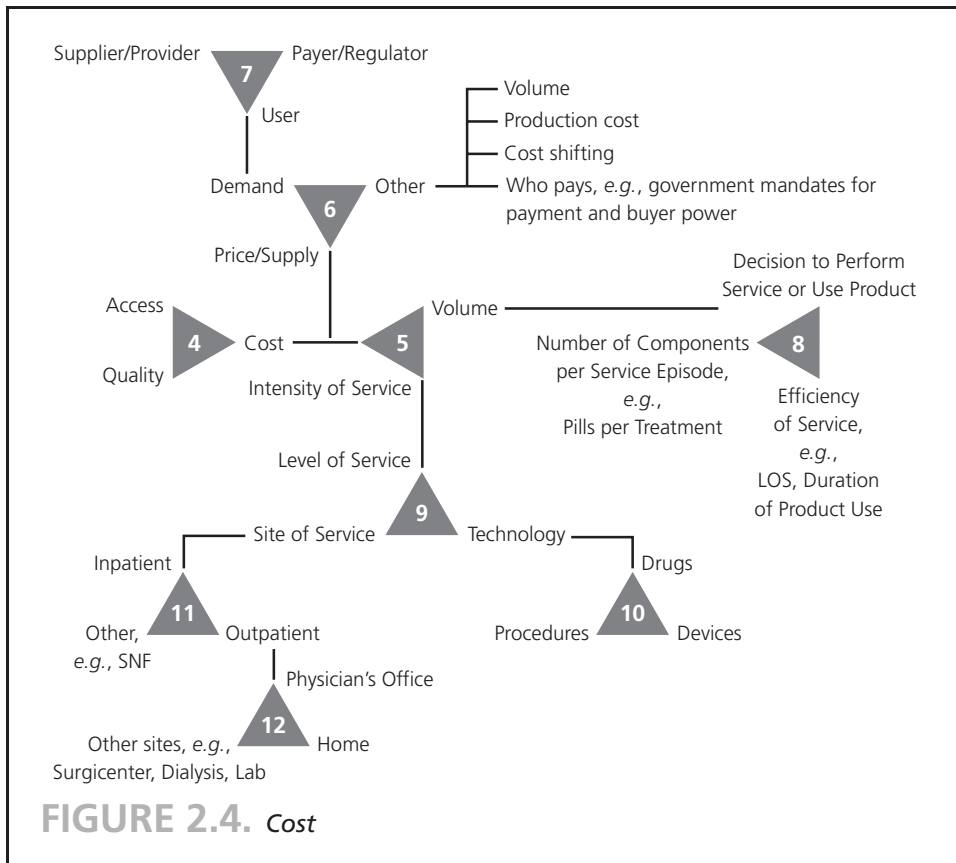 Supplier/Provider
7
Payer/Regulator
User
Volume
Production cost
Cost shifting
Who pays, e.g., government mandates for
payment and buyer power
Demand
6
Other
Price/Supply
Decision to Perform
Service or Use Product
Access
4
Quality
Cost
5
Volume
Intensity of Service
Number of Components
per Service Episode,
e.g.,
Pills per Treatment
8
Efficiency
of Service,
e.g.,
LOS, Duration
of Product Use
Level of Service
9
Site of Service
Technology
Inpatient
11
Other,
e.g., SNF
Outpatient
Drugs
10
Procedures
Devices
Physician’s Office
12
Other sites, e.g.,
Surgicenter, Dialysis, Lab
Home
FIGURE 2.4. Cost